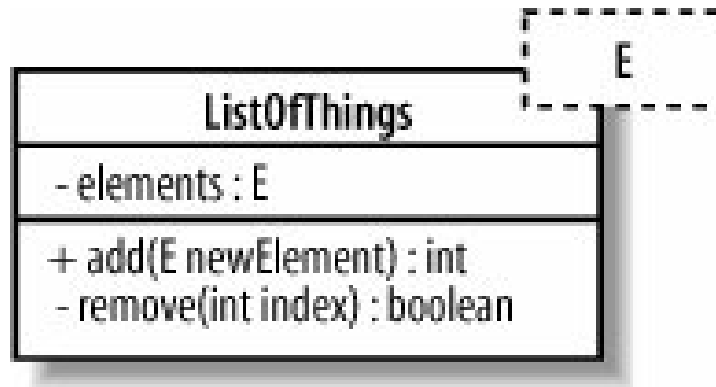 E
ListOfThings
- elements : E
+ add(E newElement) : int
- remove(int index) : boolean